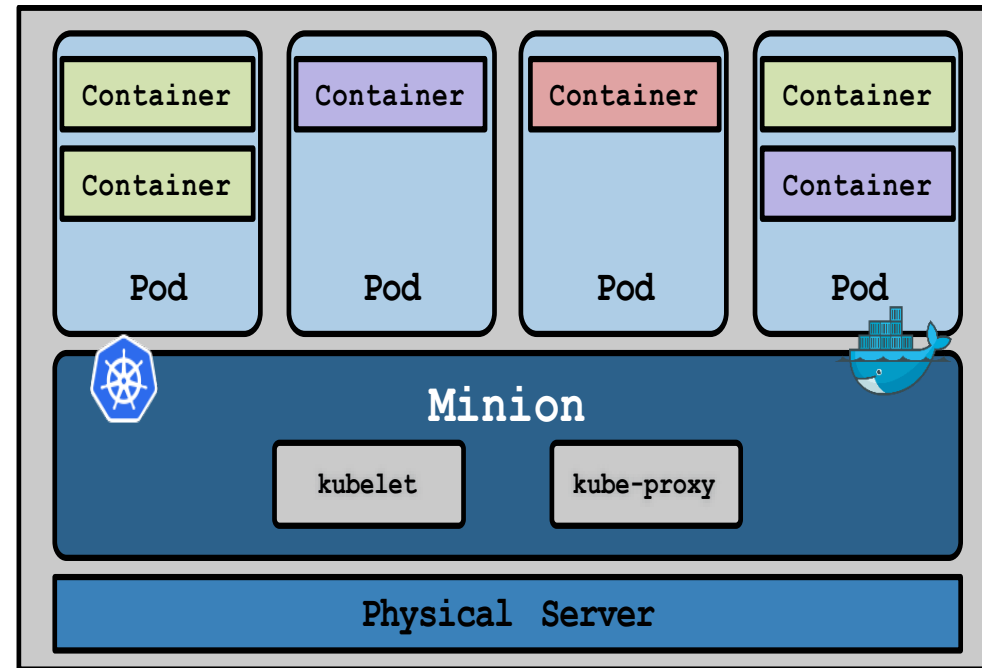 Container
Container
Container
Container
Container
Container
Pod
Pod
Pod
Pod
Minion
kubelet
kube-proxy
Physical Server